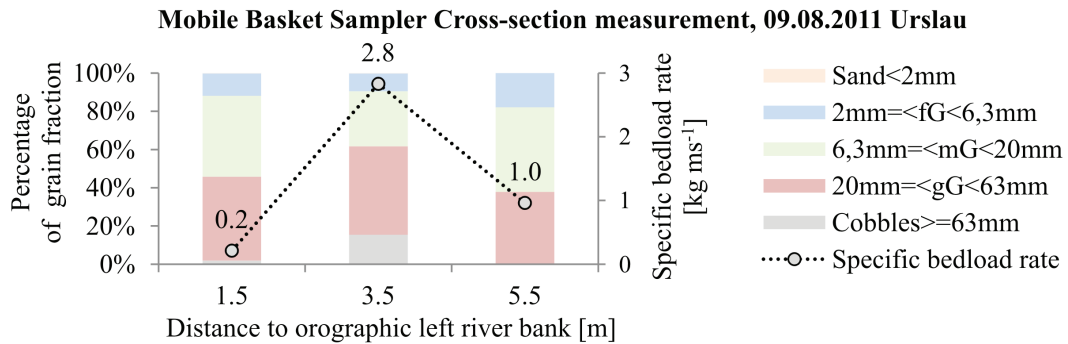 Mobile Basket Sampler Cross-section measurement, 09.08.2011 Urslau
Percentage
of grain fraction
100%
80%
60%
40%
20%
0%
0.2
2.8
1.0
1.5
3.5
5.5
Distance to orographic left river bank [m]
3
2
1
0
Specific bedload rate
[kg ms⁻¹]
Sand<2mm
2mm=<fG<6,3mm
6,3mm=<mG<20mm
20mm=<gG<63mm
Cobbles>=63mm
Specific bedload rate